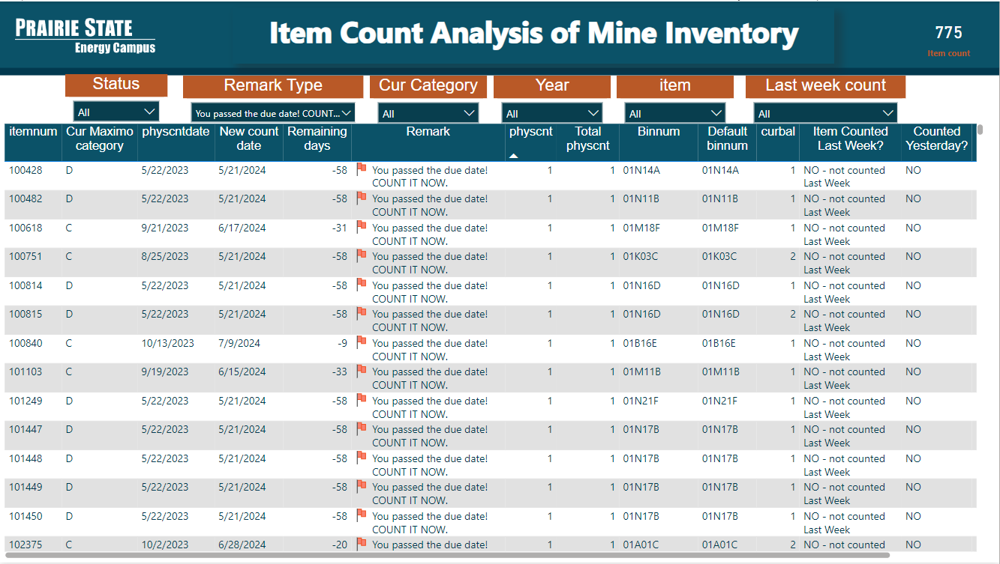 PRAIRIE STATE
Energy Campus
Item Count Analysis of Mine Inventory
775
Item count
Status Remark Type Cur Category Year item Last week count
All You passed the due date! COUNT... All All All All
itemnum Cur Maximo category physcntdate New count date Remaining days Remark physcnt Total physcnt Binnum Default binnum curbal Item Counted Last Week? Counted Yesterday?
100428 D 5/22/2023 5/21/2024 -58 You passed the due date! 1 1 01N14A 01N14A 1 NO - not counted NO
COUNT IT NOW. Last Week
100482 D 5/22/2023 5/21/2024 -58 You passed the due date! 1 1 01N11B 01N11B 1 NO - not counted NO
COUNT IT NOW. Last Week
100618 C 9/21/2023 6/17/2024 -31 You passed the due date! 1 1 01M18F 01M18F 1 NO - not counted NO
COUNT IT NOW. Last Week
100751 C 8/25/2023 5/21/2024 -58 You passed the due date! 1 1 01K03C 01K03C 2 NO - not counted NO
COUNT IT NOW. Last Week
100814 D 5/22/2023 5/21/2024 -58 You passed the due date! 1 1 01N16D 01N16D 1 NO - not counted NO
COUNT IT NOW. Last Week
100815 D 5/22/2023 5/21/2024 -58 You passed the due date! 1 1 01N16D 01N16D 2 NO - not counted NO
COUNT IT NOW. Last Week
100840 C 10/13/2023 7/9/2024 -9 You passed the due date! 1 1 01B16E 01B16E 1 NO - not counted NO
COUNT IT NOW. Last Week
101103 C 9/19/2023 6/15/2024 -33 You passed the due date! 1 1 01M11B 01M11B 1 NO - not counted NO
COUNT IT NOW. Last Week
101249 D 5/22/2023 5/21/2024 -58 You passed the due date! 1 1 01N21F 01N21F 1 NO - not counted NO
COUNT IT NOW. Last Week
101447 D 5/22/2023 5/21/2024 -58 You passed the due date! 1 1 01N17B 01N17B 1 NO - not counted NO
COUNT IT NOW. Last Week
101448 D 5/22/2023 5/21/2024 -58 You passed the due date! 1 1 01N17B 01N17B 1 NO - not counted NO
COUNT IT NOW. Last Week
101449 D 5/22/2023 5/21/2024 -58 You passed the due date! 1 1 01N17B 01N17B 1 NO - not counted NO
COUNT IT NOW. Last Week
101450 D 5/22/2023 5/21/2024 -58 You passed the due date! 1 1 01N17B 01N17B 1 NO - not counted NO
COUNT IT NOW. Last Week
102375 C 10/2/2023 6/28/2024 -20 You passed the due date! 1 1 01A01C 01A01C 2 NO - not counted NO